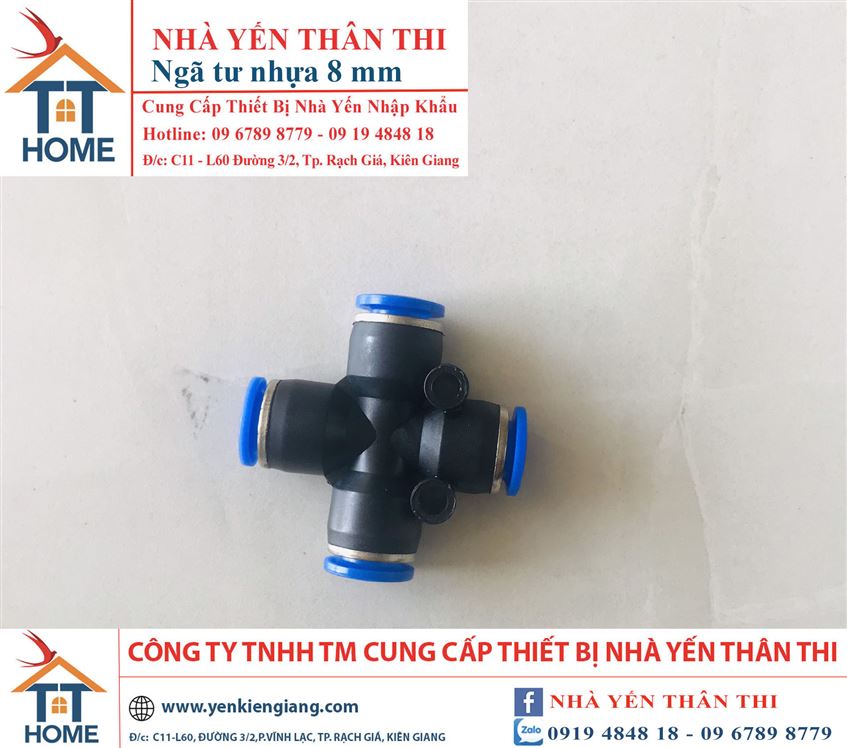 TT
HOME
NHÀ YẾN THÂN THI
Ngã tư nhựa 8 mm
Cung Cấp Thiết Bị Nhà Yến Nhập Khẩu
Hotline: 09 6789 8779 - 09 19 4848 18
Đ/c: C11 - L60 Đường 3/2, Tp. Rạch Giá, Kiên Giang
TT
HOME
CÔNG TY TNHH TM CUNG CẤP THIẾT BỊ NHÀ YẾN THÂN THI
www.yenkiengiang.com
Đ/c: C11-L60, ĐƯỜNG 3/2,P.VĨNH LẠC, TP. RẠCH GIÁ, KIÊN GIANG
f NHÀ YẾN THÂN THI
Zalo 0919 4848 18 - 09 6789 8779